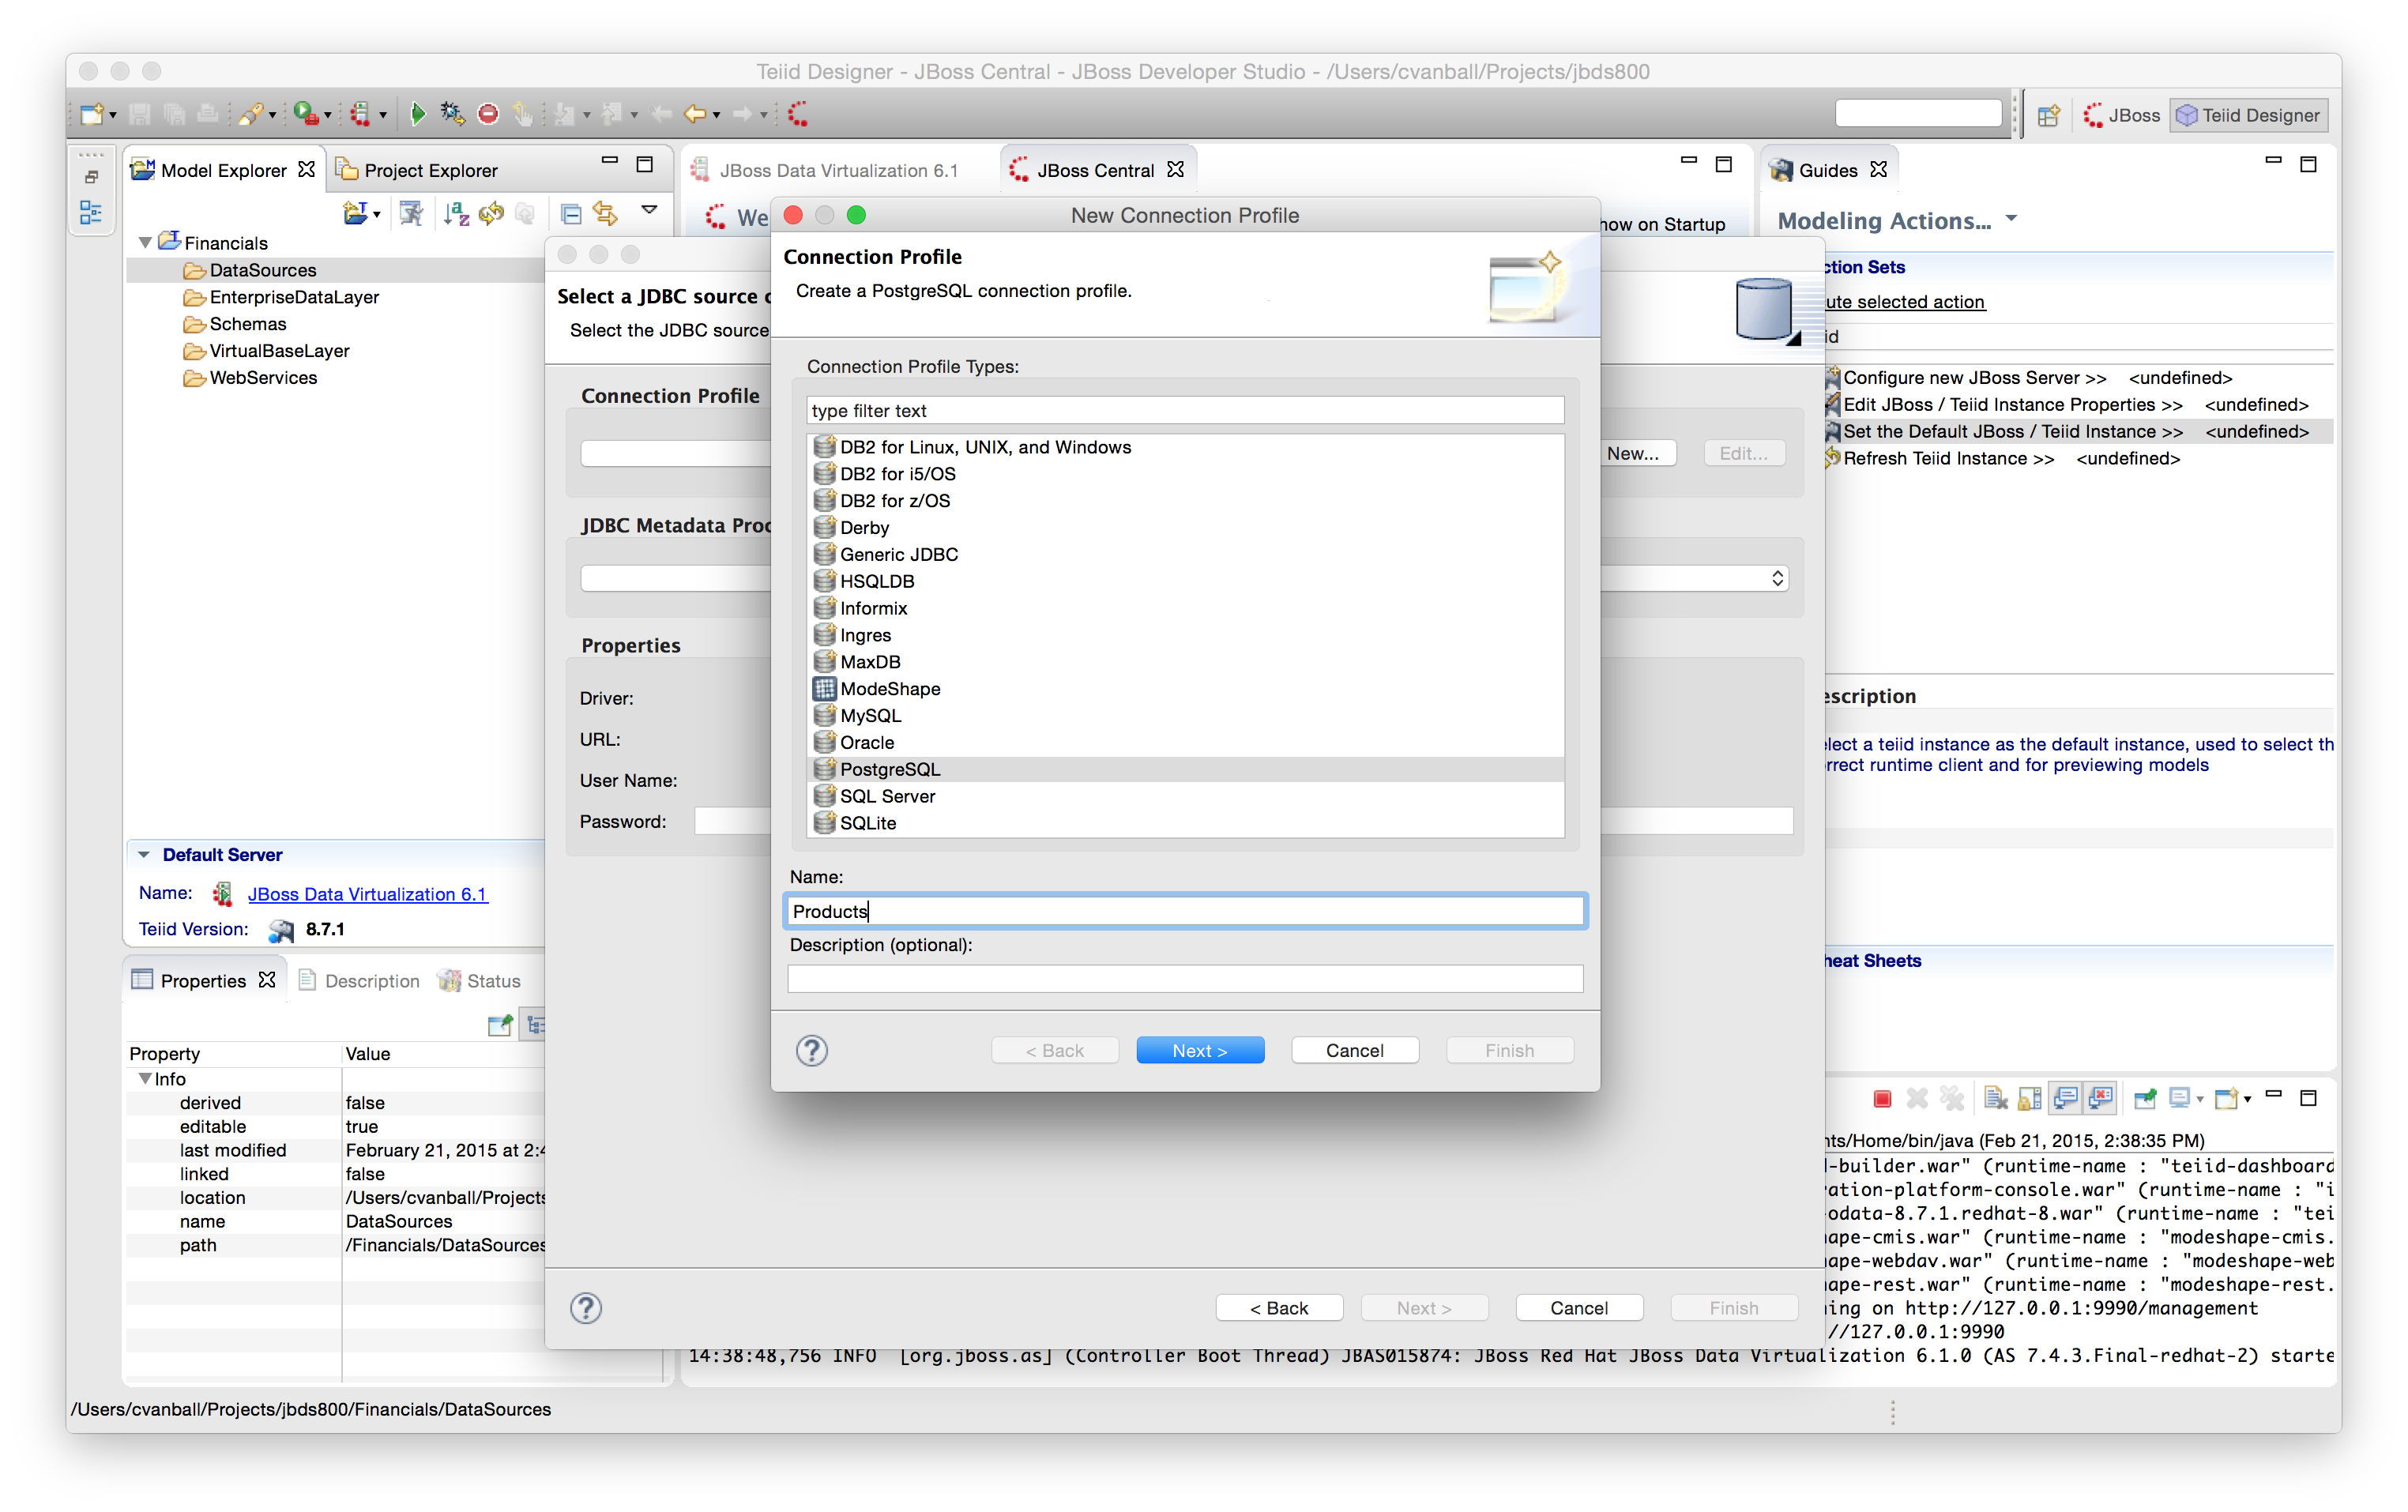 Teiid Designer - JBoss Central - JBoss Developer Studio - /Users/cvanball/Projects/jbds800
JBoss
Teiid Designer
Model Explorer
Project Explorer
JBoss Data Virtualization 6.1
JBoss Central
Guides
We
how on Startup
Modeling Actions...
Financials
DataSources
EnterpriseDataLayer
Schemas
VirtualBaseLayer
WebServices
Default Server
Name: JBoss Data Virtualization 6.1
Teiid Version: 8.7.1
Properties
Description
Status
Property Value
Info
derived false
editable true
last modified February 21, 2015 at 2:4
linked false
location /Users/cvanball/Projects
name DataSources
path /Financials/DataSources
Select a JDBC source c
Select the JDBC source
Connection Profile
New...
Edit...
JDBC Metadata Proc
Properties
Driver:
URL:
User Name:
Password:
< Back
Next >
Cancel
Finish
New Connection Profile
Connection Profile
Create a PostgreSQL connection profile.
Connection Profile Types:
type filter text
DB2 for Linux, UNIX, and Windows
DB2 for i5/OS
DB2 for z/OS
Derby
Generic JDBC
HSQLDB
Informix
Ingres
MaxDB
ModeShape
MySQL
Oracle
PostgreSQL
SQL Server
SQLite
Name:
Products
Description (optional):
< Back
Next >
Cancel
Finish
ction Sets
ute selected action
id
Configure new JBoss Server >> <undefined>
Edit JBoss / Teiid Instance Properties >> <undefined>
Set the Default JBoss / Teiid Instance >> <undefined>
Refresh Teiid Instance >> <undefined>
escription
elect a teiid instance as the default instance, used to select th
rrect runtime client and for previewing models
heat Sheets
nts/Home/bin/java (Feb 21, 2015, 2:38:35 PM)
-builder.war" (runtime-name : "teiid-dashboard
ration-platform-console.war" (runtime-name : "i
-odata-8.7.1.redhat-8.war" (runtime-name : "tei
ape-cmis.war" (runtime-name : "modeshape-cmis.
ape-webdav.war" (runtime-name : "modeshape-web
ape-rest.war" (runtime-name : "modeshape-rest.
ing on http://127.0.0.1:9990/management
//127.0.0.1:9990
14:38:48,756 INFO [org.jboss.as] (Controller Boot Thread) JBAS015874: JBoss Red Hat JBoss Data Virtualization 6.1.0 (AS 7.4.3.Final-redhat-2) starte
/Users/cvanball/Projects/jbds800/Financials/DataSources